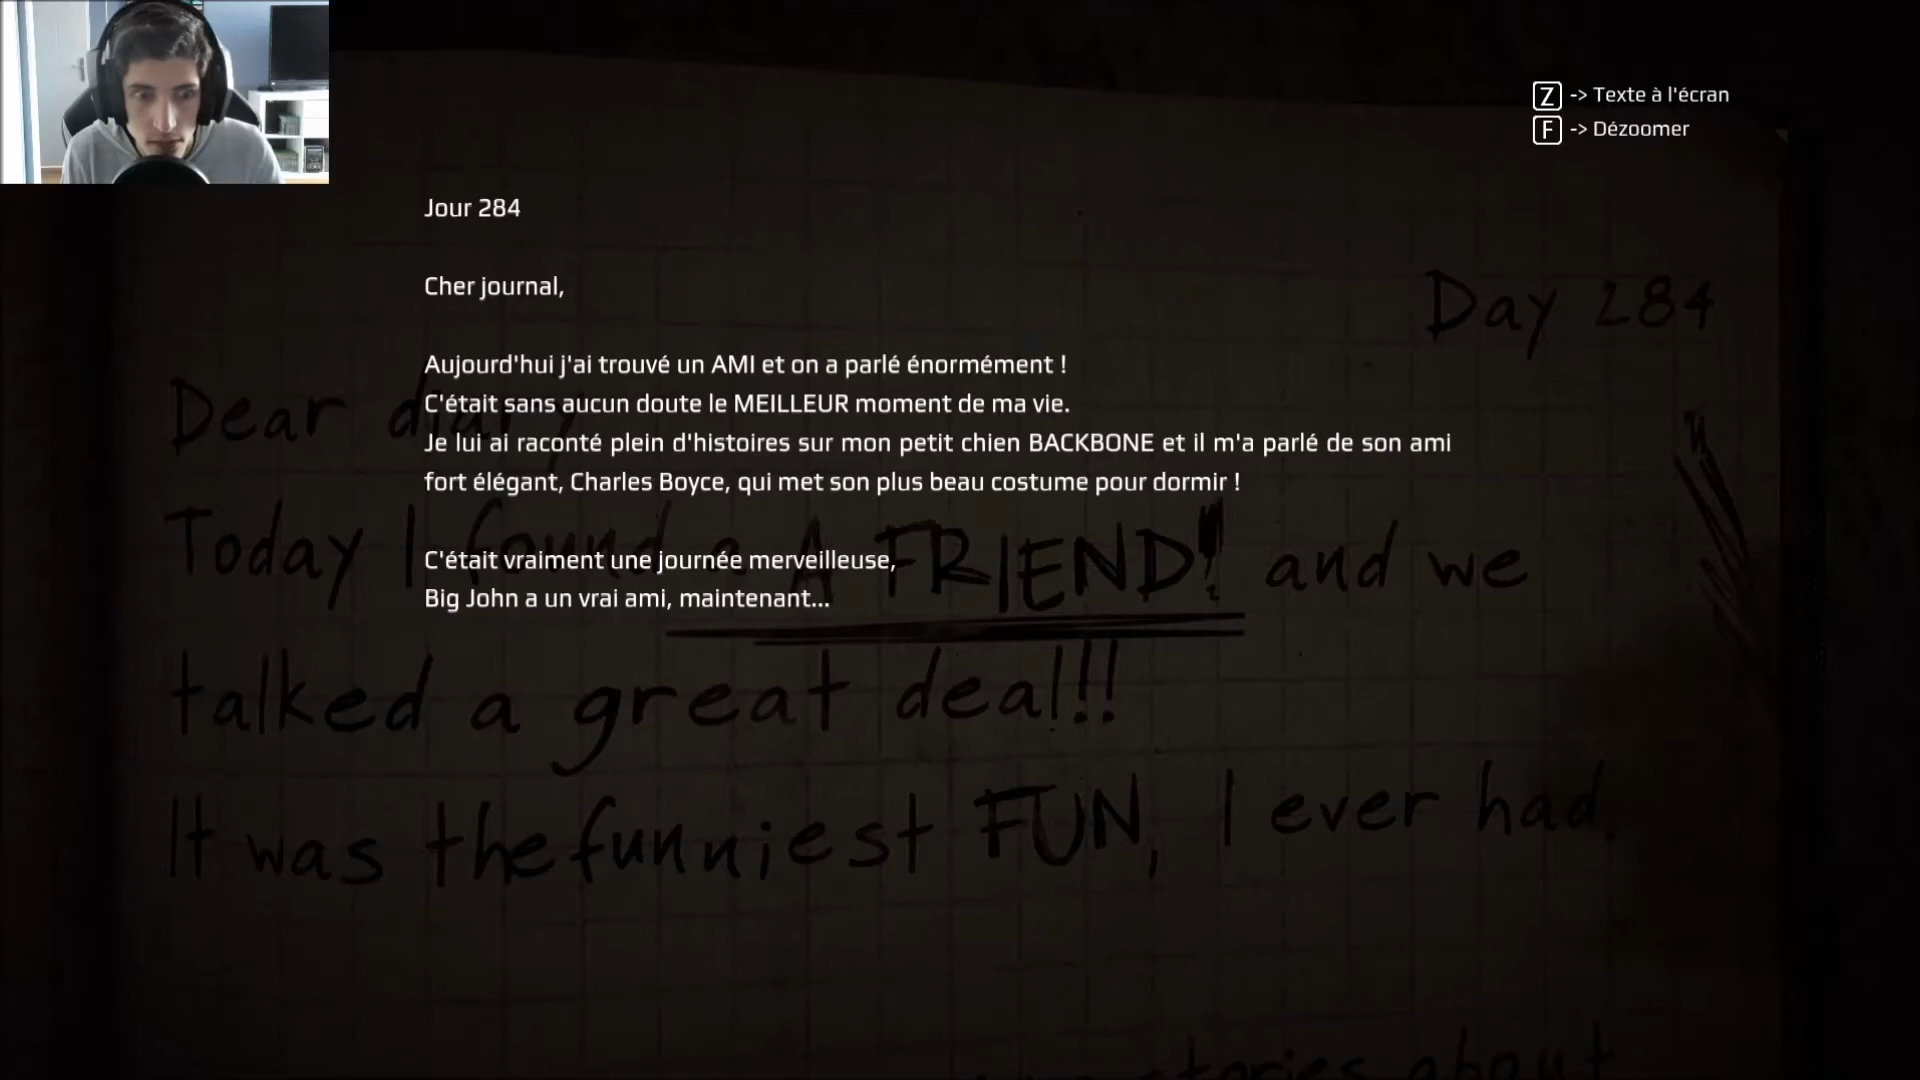 Z -> Texte à l'écran
F -> Dézoomer
Jour 284
Cher journal,
Aujourd'hui j'ai trouvé un AMI et on a parlé énormément !
C'était sans aucun doute le MEILLEUR moment de ma vie.
Je lui ai raconté plein d'histoires sur mon petit chien BACKBONE et il m'a parlé de son ami
fort élégant, Charles Boyce, qui met son plus beau costume pour dormir !
C'était vraiment une journée merveilleuse,
Big John a un vrai ami, maintenant...
Day 284
Dear diary
Today I found a A FRIEND! and we
talked a great deal!!
It was the funniest FUN, I ever had.
stories about